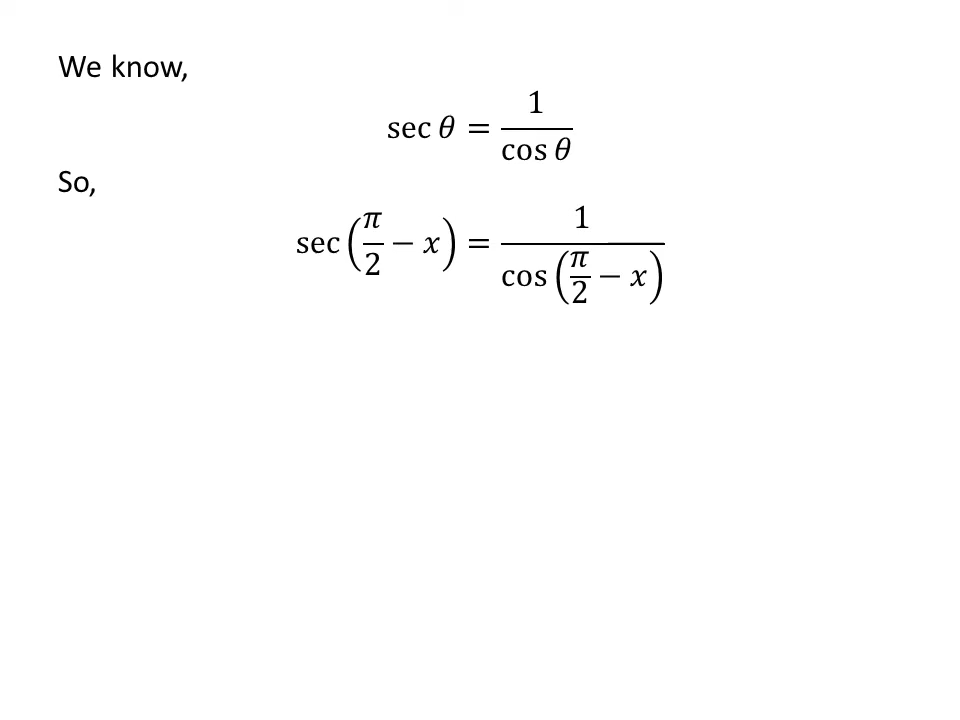 We know,
sec θ = 1/cos θ
So,
sec (π/2 − x) = 1/cos (π/2 − x)